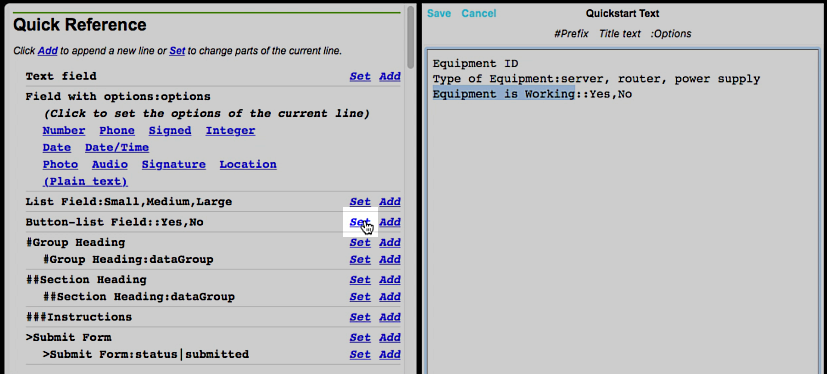 Quick Reference
Click Add to append a new line or Set to change parts of the current line.
Text field Set Add
Field with options:options
(Click to set the options of the current line)
Number Phone Signed Integer
Date Date/Time
Photo Audio Signature Location
(Plain text)
List Field:Small,Medium,Large Set Add
Button-list Field::Yes,No Set Add
#Group Heading Set Add
#Group Heading:dataGroup Set Add
##Section Heading Set Add
##Section Heading:dataGroup Set Add
###Instructions Set Add
>Submit Form Set Add
>Submit Form:status|submitted Set Add
Save Cancel Quickstart Text
#Prefix Title text :Options
Equipment ID
Type of Equipment:server, router, power supply
Equipment is Working::Yes,No